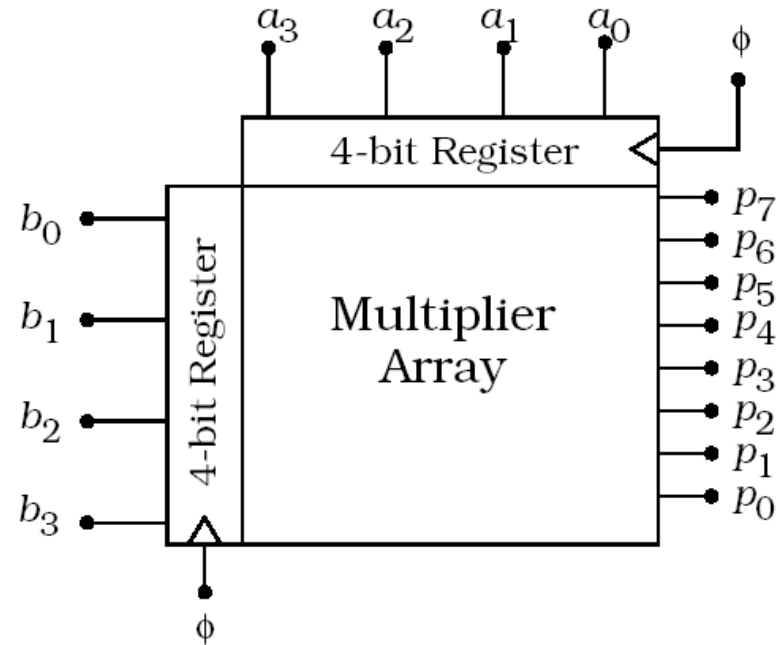 a3 a2 a1 a0 ϕ
4-bit Register
b0
b1
b2
b3
4-bit Register
ϕ
Multiplier
Array
p7
p6
p5
p4
p3
p2
p1
p0